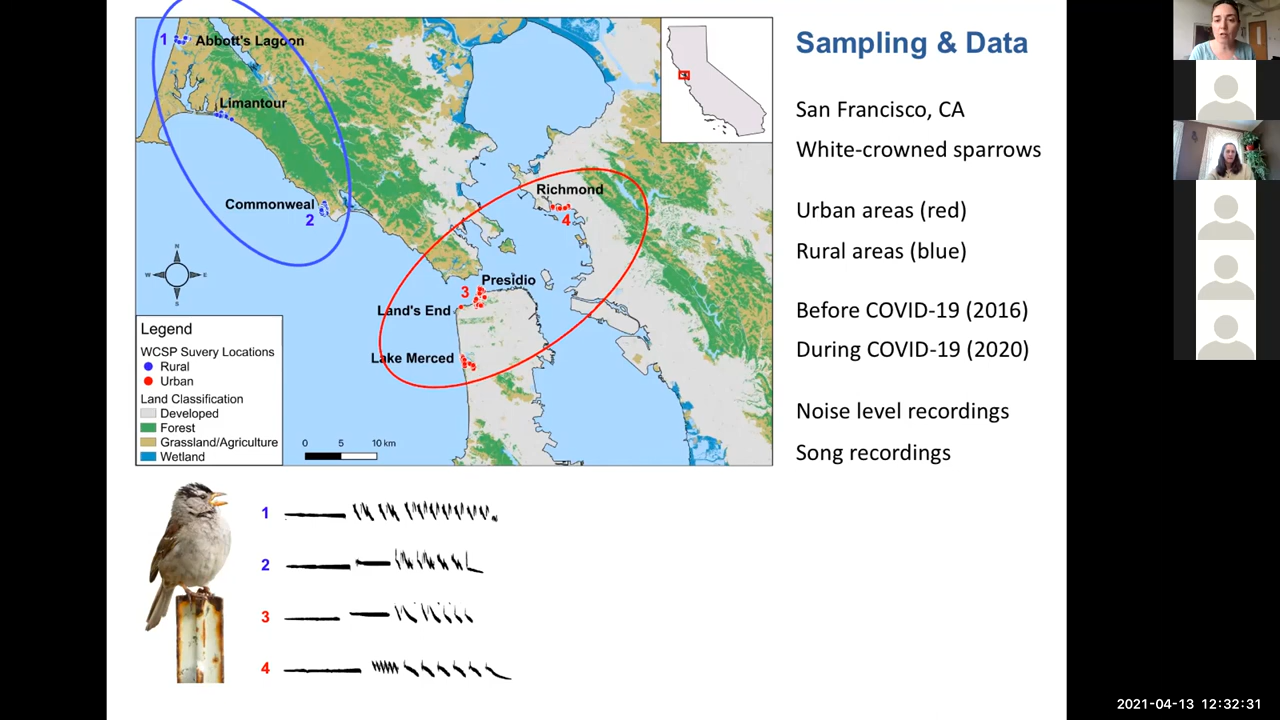 Sampling & Data
San Francisco, CA
White-crowned sparrows
Urban areas (red)
Rural areas (blue)
Before COVID-19 (2016)
During COVID-19 (2020)
Noise level recordings
Song recordings
1 Abbott's Lagoon
Limantour
Commonweal
2
Richmond
4
Presidio
3
Land's End
Lake Merced
N
W E
S
Legend
WCSP Suvery Locations
Rural
Urban
Land Classification
Developed
Forest
Grassland/Agriculture
Wetland
0 5 10 km
1
2
3
4
2021-04-13 12:32:31